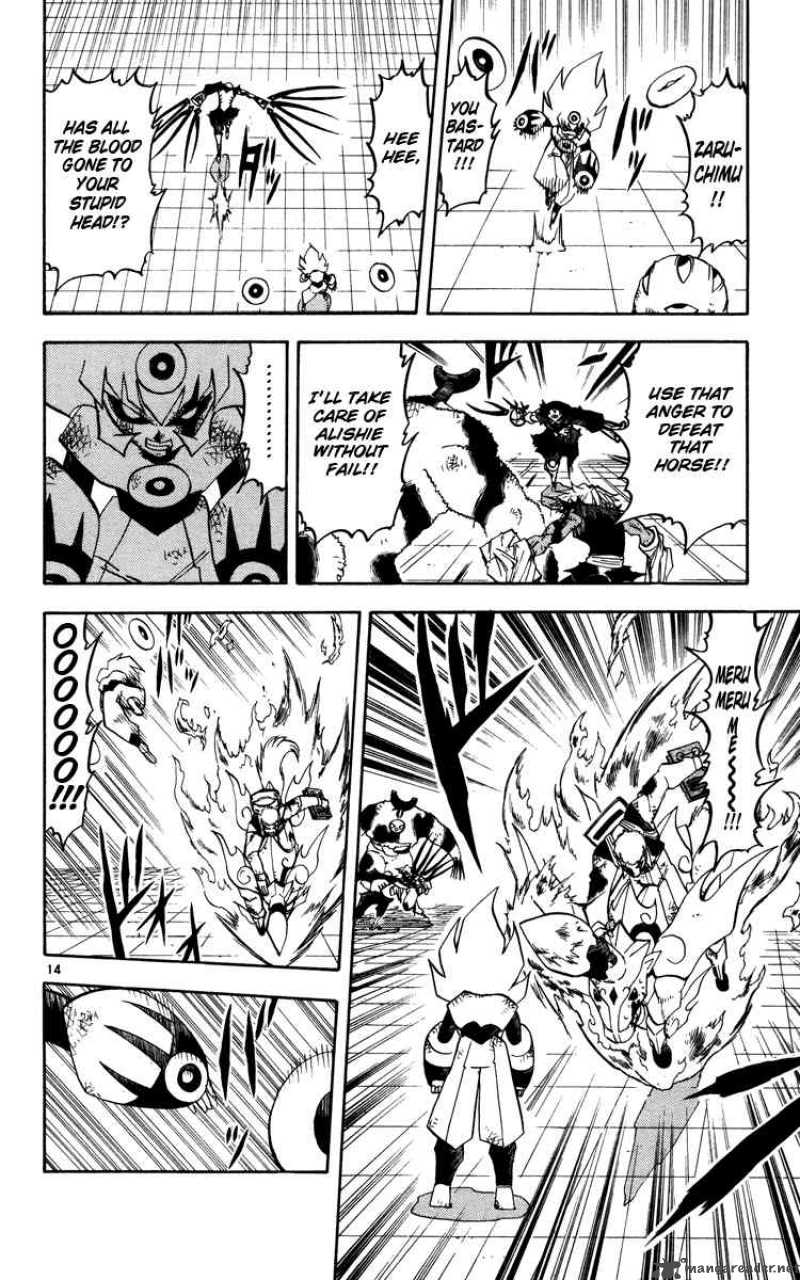 ZARU-
CHIMU
!!
YOU
BAS-
TARD
!!!
HEE
HEE,
HAS ALL
THE BLOOD
GONE TO
YOUR
STUPID
HEAD!?
USE THAT
ANGER TO
DEFEAT
THAT
HORSE!!
I'LL TAKE
CARE OF
ALISHIE
WITHOUT
FAIL!!
..........
MERU
MERU
ME~~~!!!
OOOOOOO!!!
14
mangareader.net